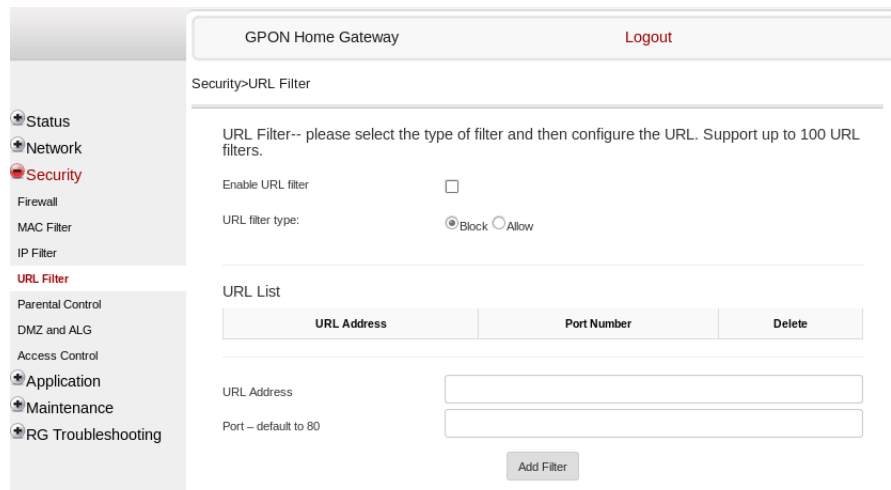 GPON Home Gateway
Logout
Security>URL Filter
Status
Network
Security
Firewall
MAC Filter
IP Filter
URL Filter
Parental Control
DMZ and ALG
Access Control
Application
Maintenance
RG Troubleshooting
URL Filter-- please select the type of filter and then configure the URL. Support up to 100 URL
filters.
Enable URL filter
URL filter type:
Block Allow
URL List
URL Address Port Number Delete
URL Address
Port – default to 80
Add Filter